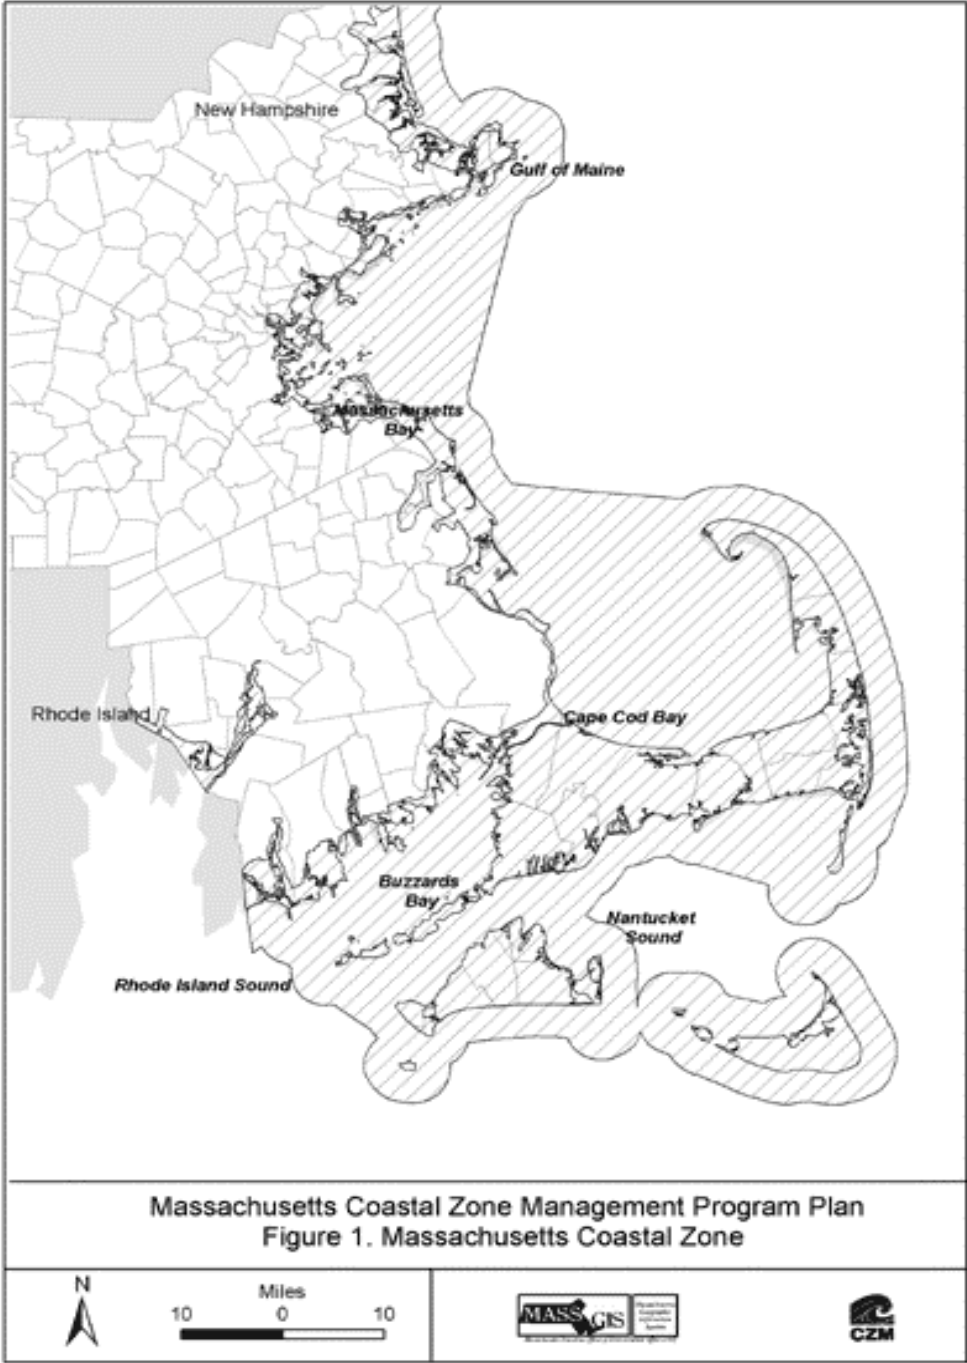 New Hampshire
Gulf of Maine
Massachusetts
Bay
Rhode Island
Cape Cod Bay
Buzzards
Bay
Nantucket
Sound
Rhode Island Sound
Massachusetts Coastal Zone Management Program Plan
Figure 1. Massachusetts Coastal Zone
N
Miles
10 0 10
MASS GIS
CZM